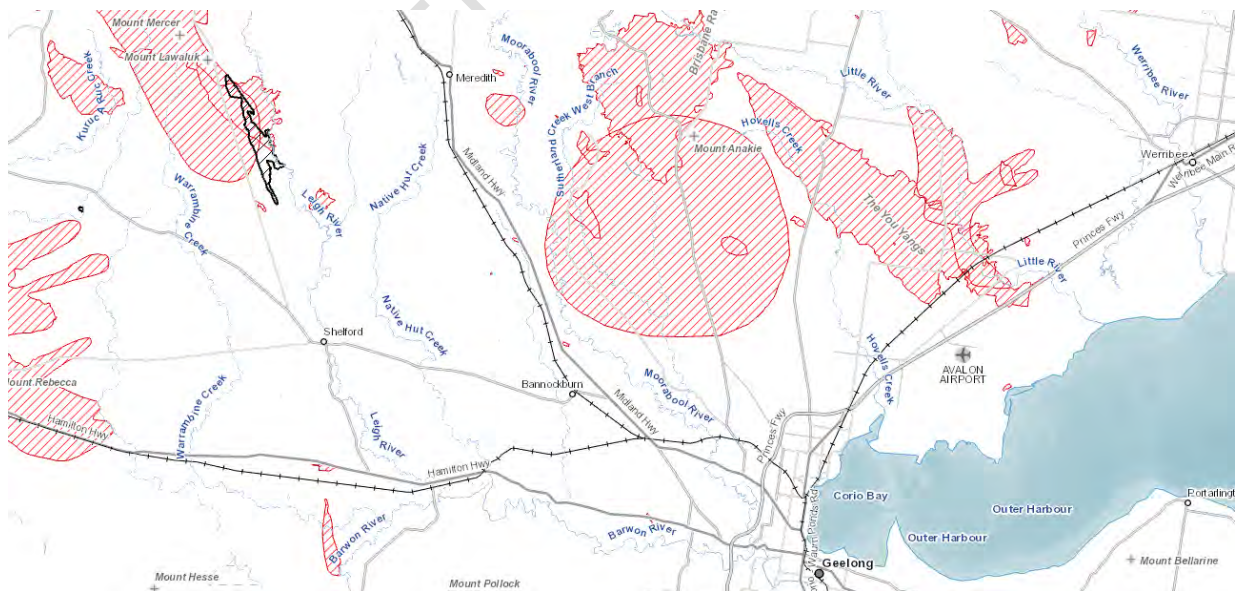 Mount Mercer
Mount Lawaluk
Kuruc A Ruc Creek
Meredith
Moorabool River
Sutherland Creek West Branch
Brisbane Ra
Little River
Werribee River
Hovells Creek
Mount Anakie
Werribee
Werribee Main R
Midland Hwy
Native Hut Creek
Warrambine Creek
Leigh River
The You Yangs
Princes Fwy
Little River
Native Hut Creek
Shelford
Hovells Creek
AVALON
AIRPORT
Mount Rebecca
Bannockburn
Moorabool River
Midland Hwy
Princes Fwy
Hamilton Hwy
Warrambine Creek
Leigh River
Hamilton Hwy
Corio Bay
Waurn Ponds Rd
Outer Harbour
Portarlingt
Barwon River
Barwon River
Outer Harbour
Mount Hesse
Mount Pollock
Geelong
Mount Bellarine